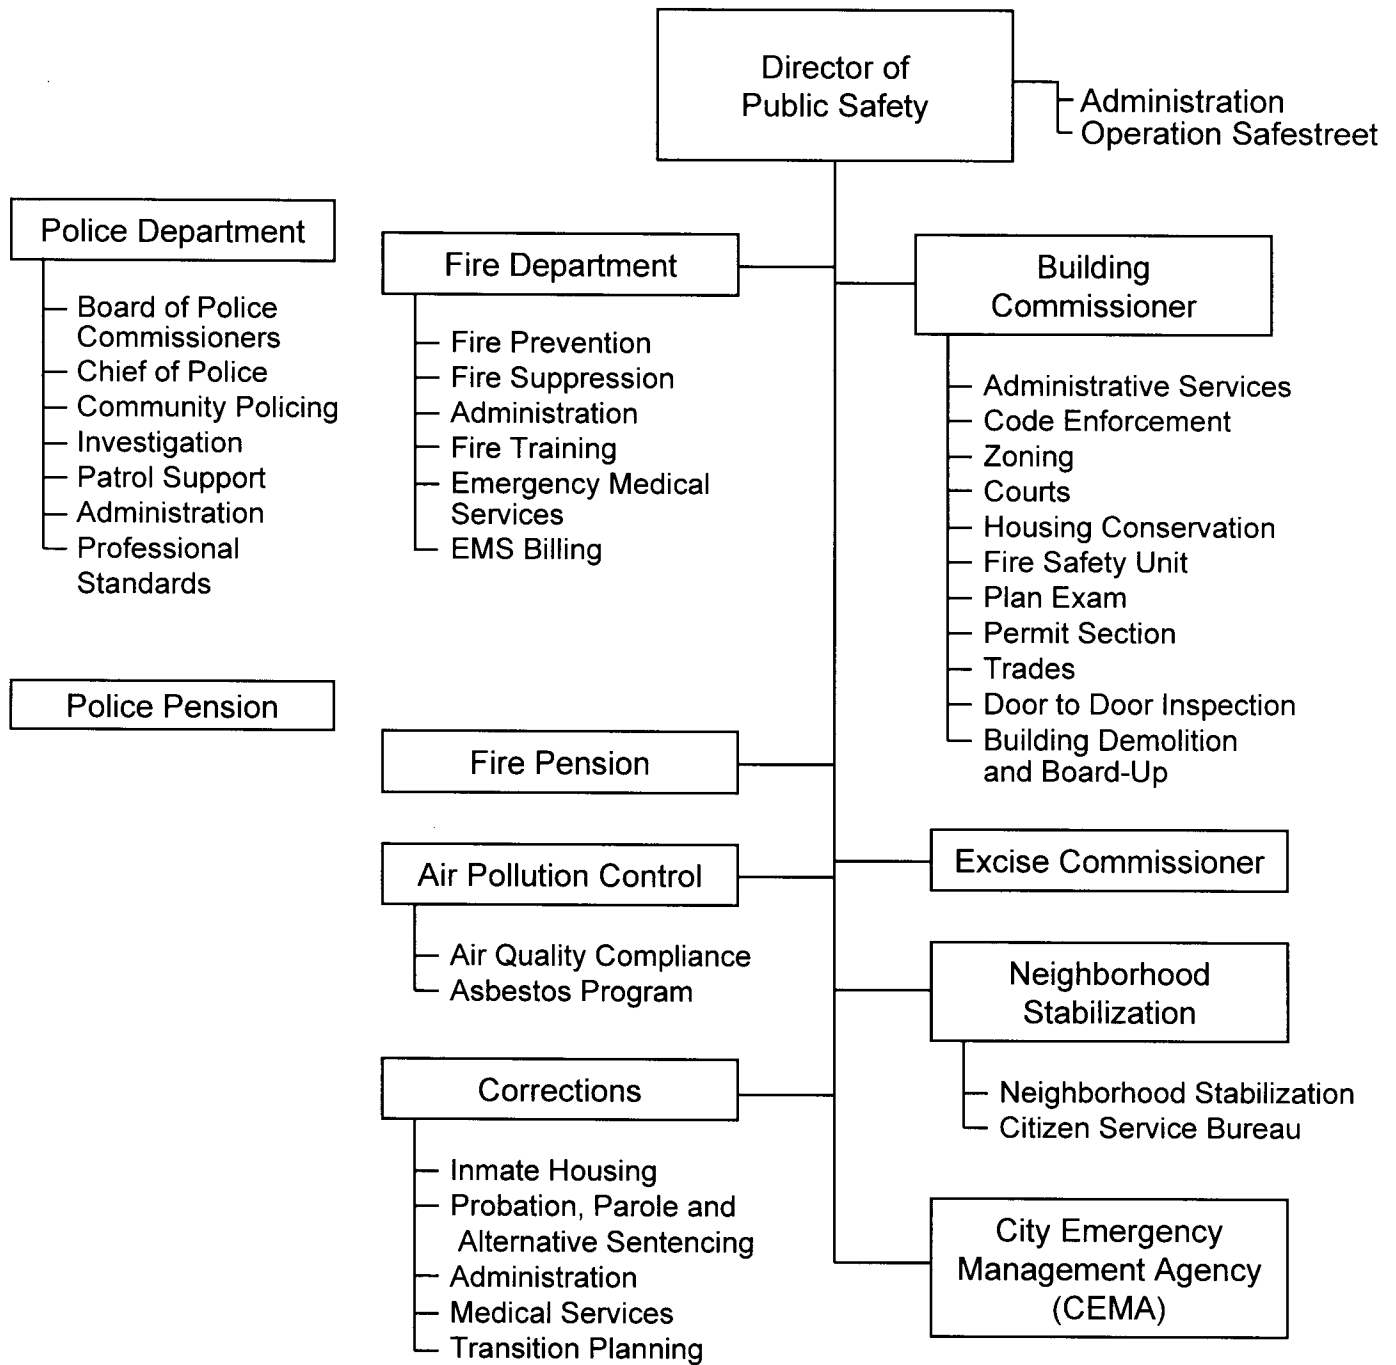 Director of
Public Safety
Administration
Operation Safestreet
Police Department
Board of Police
Commissioners
Chief of Police
Community Policing
Investigation
Patrol Support
Administration
Professional
Standards
Police Pension
Fire Department
Fire Prevention
Fire Suppression
Administration
Fire Training
Emergency Medical
Services
EMS Billing
Fire Pension
Air Pollution Control
Air Quality Compliance
Asbestos Program
Corrections
Inmate Housing
Probation, Parole and
Alternative Sentencing
Administration
Medical Services
Transition Planning
Building
Commissioner
Administrative Services
Code Enforcement
Zoning
Courts
Housing Conservation
Fire Safety Unit
Plan Exam
Permit Section
Trades
Door to Door Inspection
Building Demolition
and Board-Up
Excise Commissioner
Neighborhood
Stabilization
Neighborhood Stabilization
Citizen Service Bureau
City Emergency
Management Agency
(CEMA)